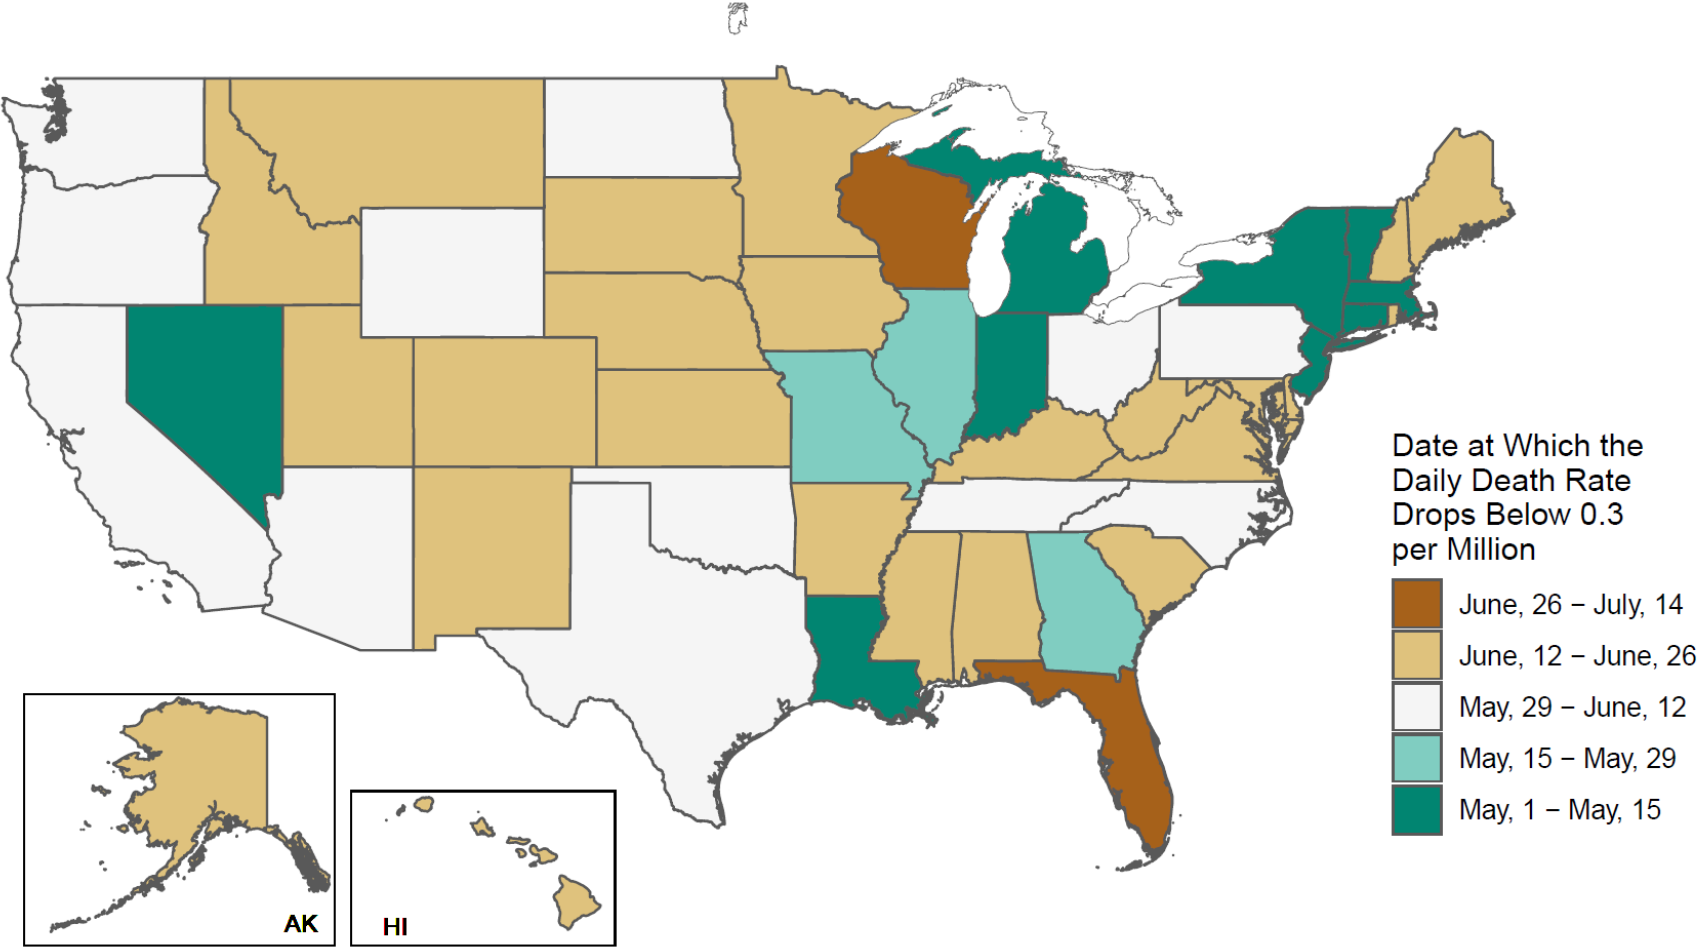 Date at Which the
Daily Death Rate
Drops Below 0.3
per Million
June, 26 − July, 14
June, 12 − June, 26
May, 29 − June, 12
May, 15 − May, 29
May, 1 − May, 15
AK
HI